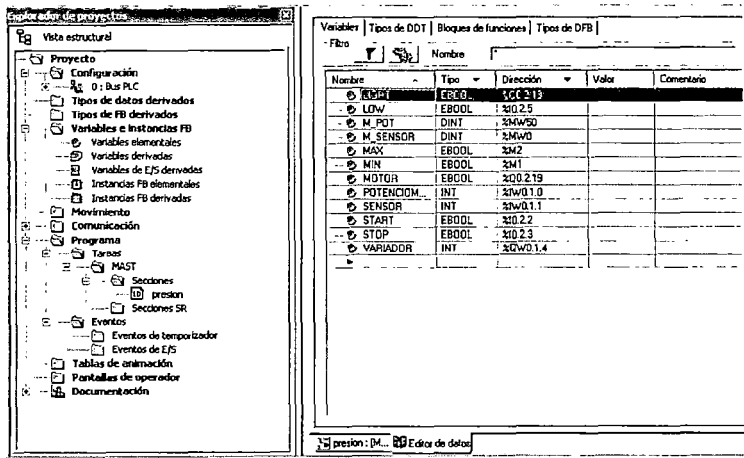 Explorador de proyectos
Vista estructural
Proyecto
Configuración
0 : Bus PLC
Tipos de datos derivados
Tipos de FB derivados
Variables e instancias FB
Variables elementales
Variables derivadas
Variables de E/S derivadas
Instancias FB elementales
Instancias FB derivadas
Movimiento
Comunicación
Programa
Tareas
MAST
Secciones
presion
Secciones SR
Eventos
Eventos de temporizador
Eventos de E/S
Tablas de animación
Pantallas de operador
Documentación
Variables Tipos de DDT Bloques de funciones Tipos de DFB
Filtro
Nombre *
Nombre Tipo Dirección Valor Comentario
EBOOL
LOW EBOOL %I0.2.5
M_POT DINT %MW50
M_SENSOR DINT %MW0
MAX EBOOL %M2
MIN EBOOL %M1
MOTOR EBOOL %Q0.2.19
POTENCIOM... INT %IW0.1.0
SENSOR INT %IW0.1.1
START EBOOL %I0.2.2
STOP EBOOL %I0.2.3
VARIADOR INT %QW0.1.4
presion : [M... Editor de datos